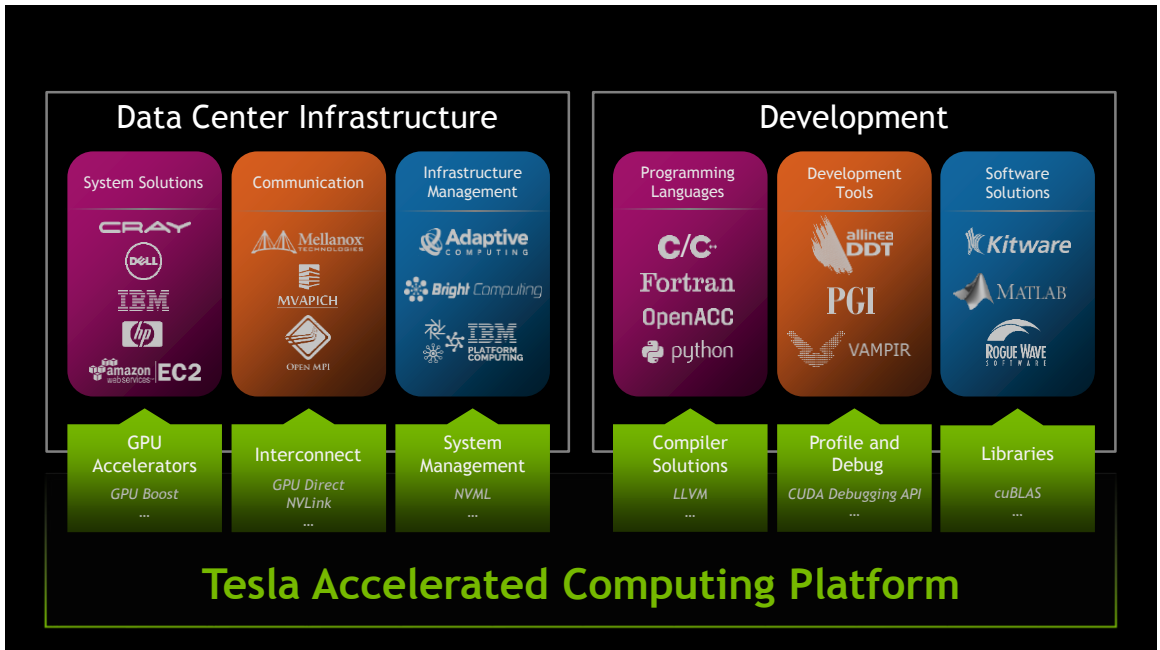 Data Center Infrastructure
System Solutions
CRAY
DELL
IBM
hp
amazon
webservices™
EC2
Communication
Mellanox
TECHNOLOGIES
MVAPICH
OPEN MPI
Infrastructure
Management
Adaptive
COMPUTING
Bright Computing
IBM
PLATFORM
COMPUTING
GPU
Accelerators
GPU Boost
...
Interconnect
GPU Direct
NVLink
...
System
Management
NVML
...
Development
Programming
Languages
C/C++
Fortran
OpenACC
python
Development
Tools
allinea
DDT
PGI
VAMPIR
Software
Solutions
Kitware
MATLAB
ROGUE WAVE
SOFTWARE
Compiler
Solutions
LLVM
...
Profile and
Debug
CUDA Debugging API
...
Libraries
cuBLAS
...
Tesla Accelerated Computing Platform